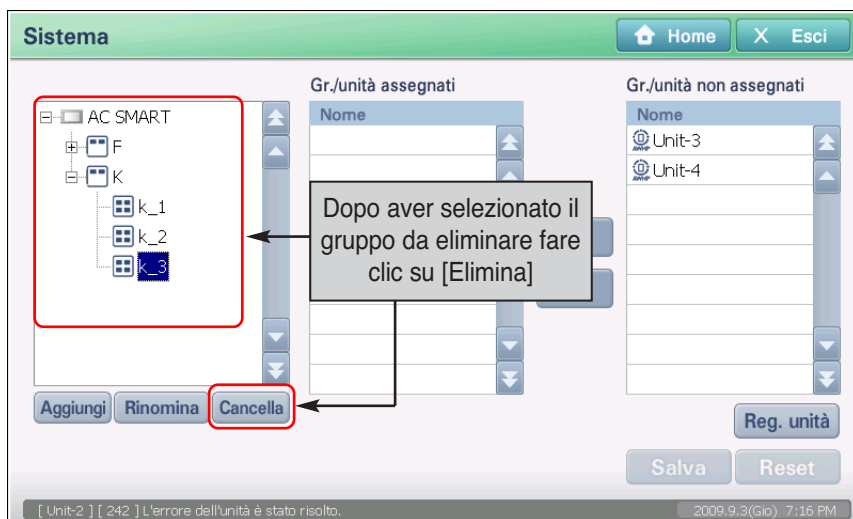 Sistema
Home
X Esci
Gr./unità assegnati
Gr./unità non assegnati
AC SMART
F
K
k_1
k_2
k_3
Nome
Nome
Unit-3
Unit-4
Dopo aver selezionato il
gruppo da eliminare fare
clic su [Elimina]
Aggiungi
Rinomina
Cancella
Reg. unità
Salva
Reset
[ Unit-2 ] [ 242 ] L'errore dell'unità è stato risolto.
2009.9.3(Gio) 7:16 PM